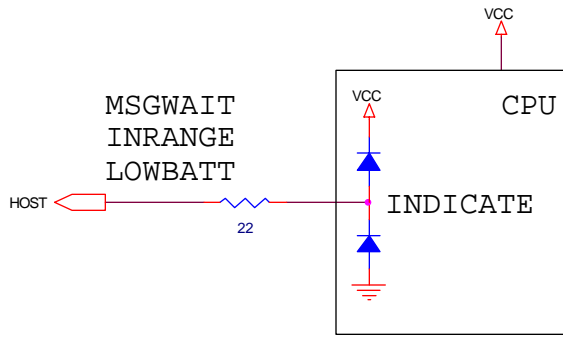 VCC
MSGWAIT
INRANGE
LOWBATT
VCC
CPU
HOST
INDICATE
22